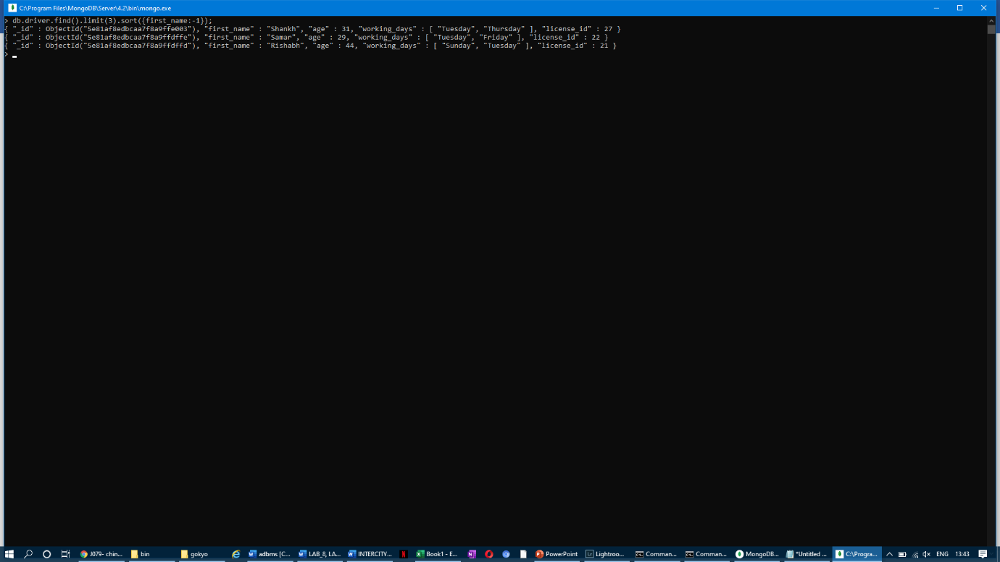 C:\Program Files\MongoDB\Server\4.2\bin\mongo.exe
> db.driver.find().limit(3).sort({first_name:-1});
{ "_id" : ObjectId("5e81af8edbcaa7f8a9ffe003"), "first_name" : "Shankh", "age" : 31, "working_days" : [ "Tuesday", "Thursday" ], "license_id" : 27 }
{ "_id" : ObjectId("5e81af8edbcaa7f8a9ffdffe"), "first_name" : "Samar", "age" : 29, "working_days" : [ "Tuesday", "Friday" ], "license_id" : 22 }
{ "_id" : ObjectId("5e81af8edbcaa7f8a9ffdffd"), "first_name" : "Rishabh", "age" : 44, "working_days" : [ "Sunday", "Tuesday" ], "license_id" : 21 }
>
J079- chin... bin gokyo adbms [C... LAB_8, LA... INTERCITY... Book1 - E... PowerPoint Lightroo... Comman... Comman... MongoDB... *Untitled ... C:\Progra... ENG 13:43